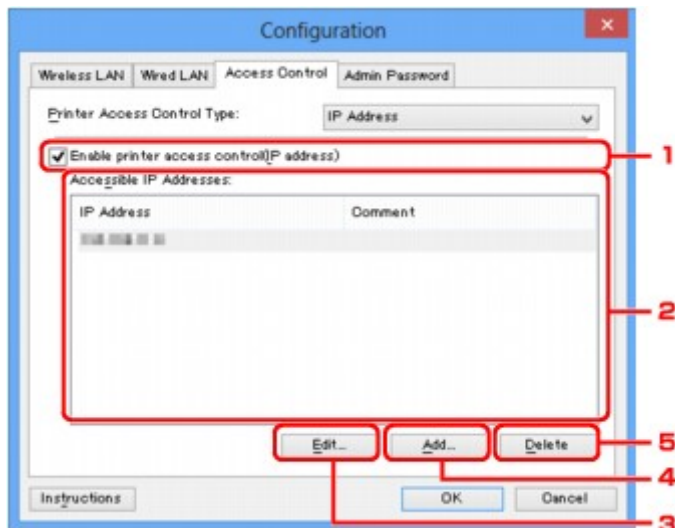 Configuration
Wireless LAN Wired LAN Access Control Admin Password
Printer Access Control Type: IP Address
Enable printer access control(IP address) 1
Accessible IP Addresses:
IP Address Comment
2
Edit... Add... Delete 5
4
Instructions OK Cancel
3